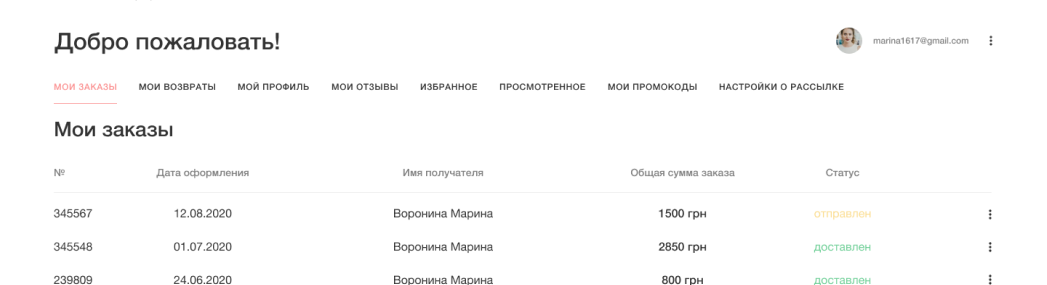 Добро пожаловать!
marina1617@gmail.com
МОИ ЗАКАЗЫ МОИ ВОЗВРАТЫ МОЙ ПРОФИЛЬ МОИ ОТЗЫВЫ ИЗБРАННОЕ ПРОСМОТРЕННОЕ МОИ ПРОМОКОДЫ НАСТРОЙКИ О РАССЫЛКЕ
Мои заказы
№ Дата оформления Имя получателя Общая сумма заказа Статус
345567 12.08.2020 Воронина Марина 1500 грн отправлен
345548 01.07.2020 Воронина Марина 2850 грн доставлен
239809 24.06.2020 Воронина Марина 800 грн доставлен